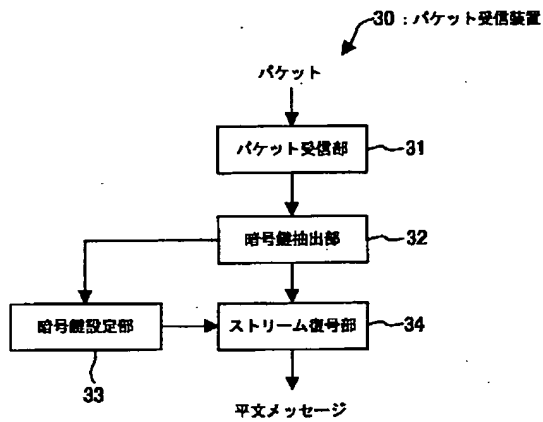 30：パケット受信装置
パケット
パケット受信部
31
暗号鍵抽出部
32
暗号鍵設定部
33
ストリーム復号部
34
平文メッセージ